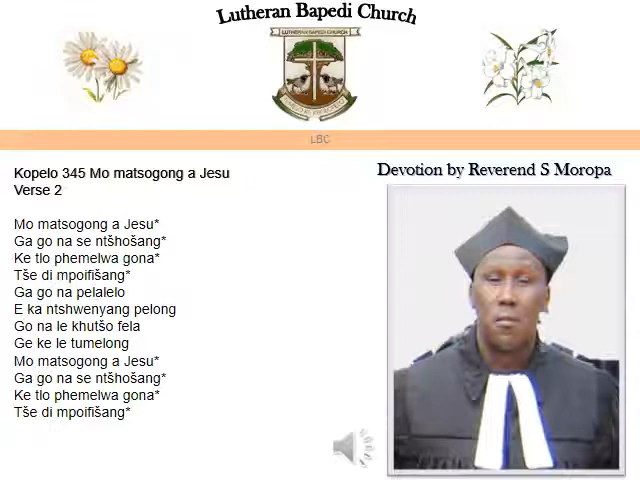 Lutheran Bapedi Church
LUTHERAN BAPEDI CHURCH
LBC
Kopelo 345 Mo matsogong a Jesu
Verse 2
Mo matsogong a Jesu*
Ga go na se ntšhošang*
Ke tlo phemelwa gona*
Tše di mpoifišang*
Ga go na pelalelo
E ka ntshwenyang pelong
Go na le khutšo fela
Ge ke le tumelong
Mo matsogong a Jesu*
Ga go na se ntšhošang*
Ke tlo phemelwa gona*
Tše di mpoifišang*
Devotion by Reverend S Moropa